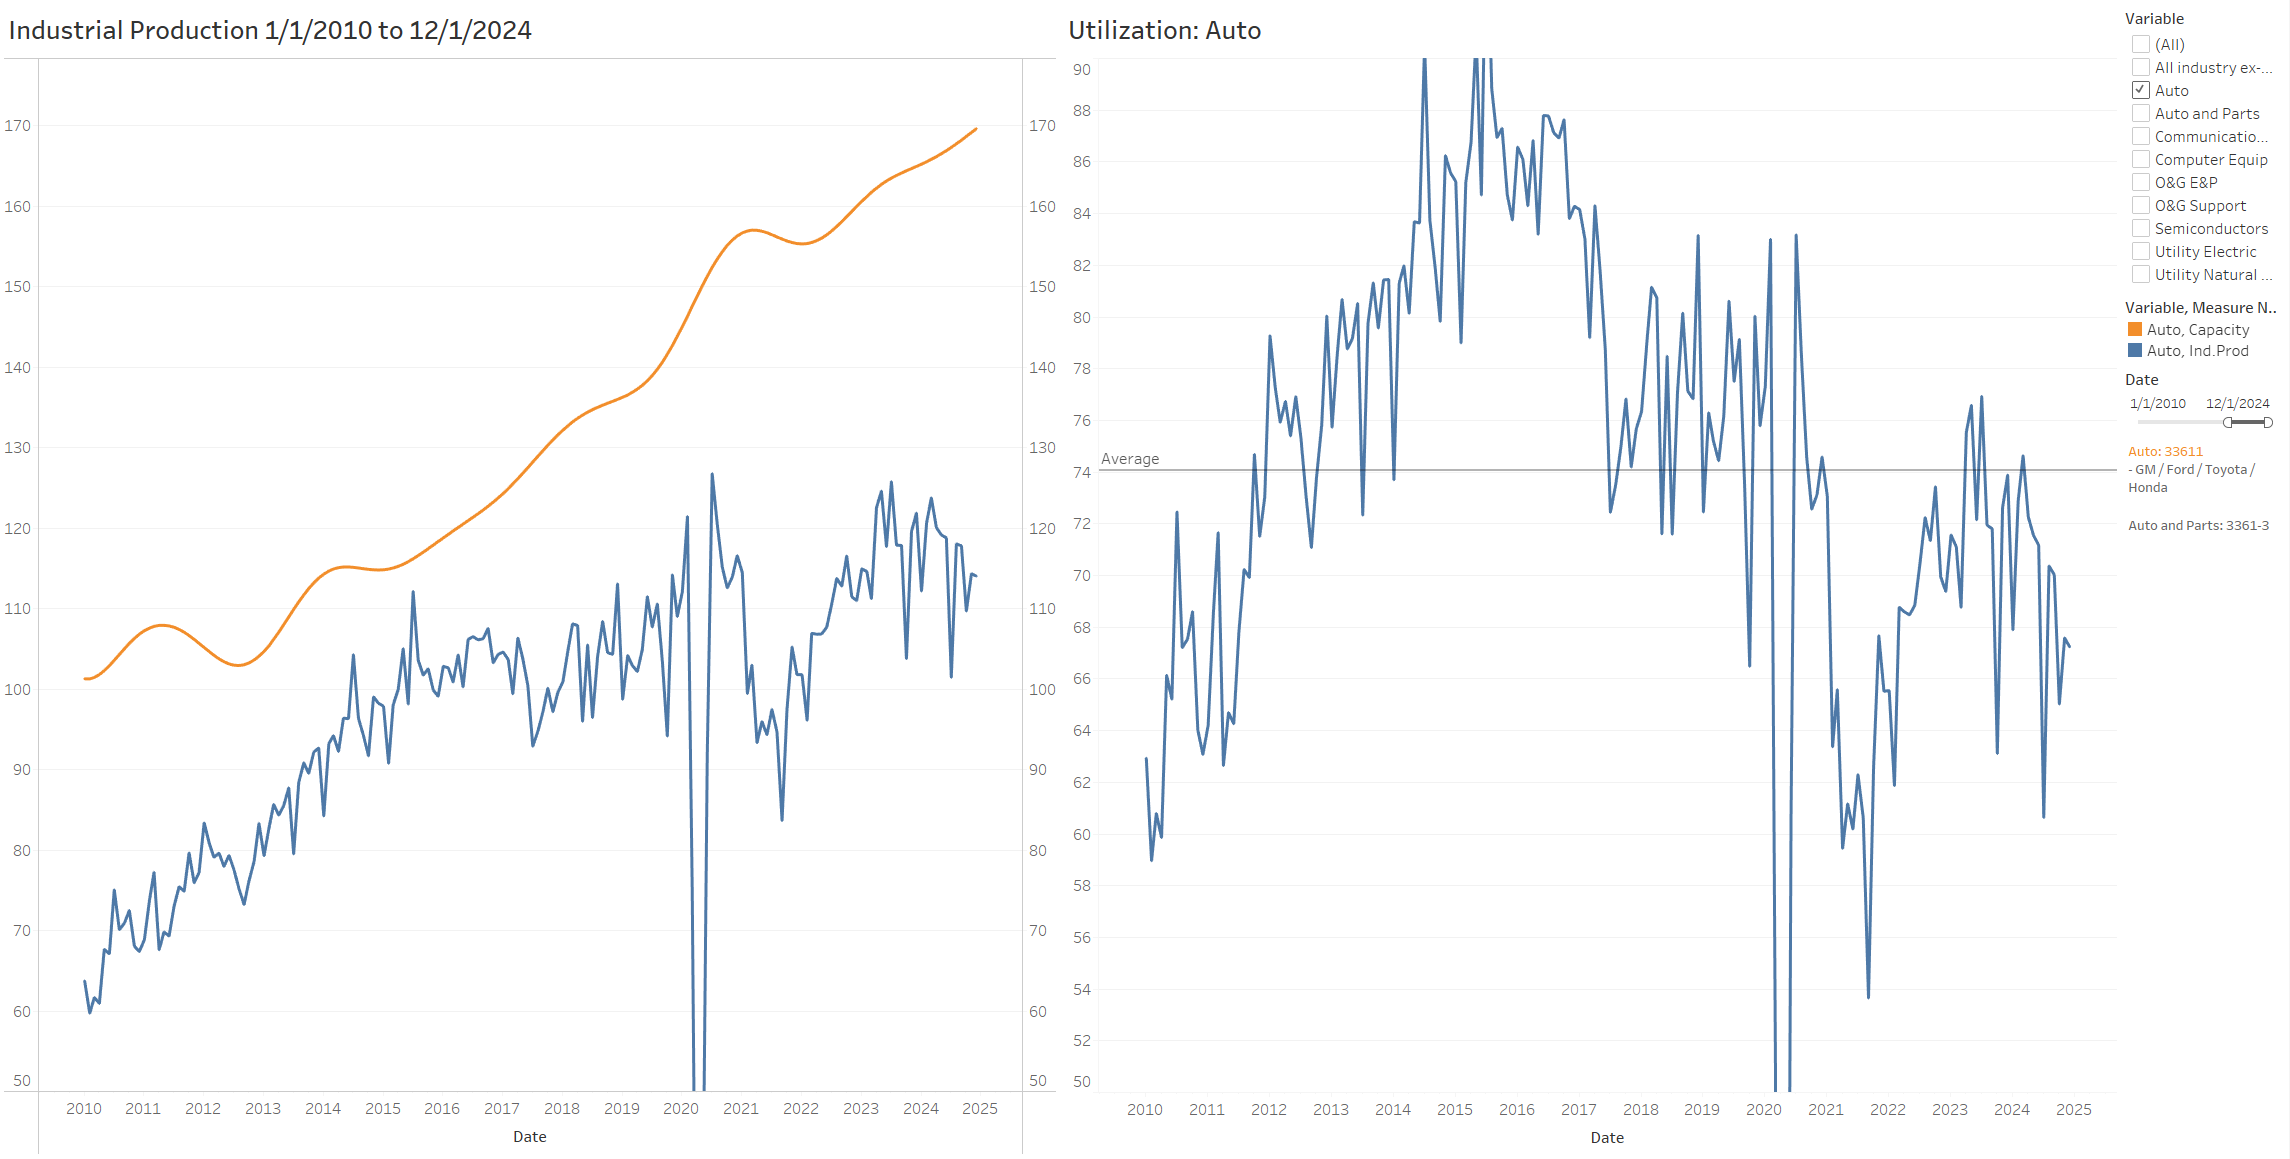 Industrial Production 1/1/2010 to 12/1/2024
170
160
150
140
130
120
110
100
90
80
70
60
50
170
160
150
140
130
120
110
100
90
80
70
60
50
2010 2011 2012 2013 2014 2015 2016 2017 2018 2019 2020 2021 2022 2023 2024 2025
Date
Utilization: Auto
90
88
86
84
82
80
78
76
74
72
70
68
66
64
62
60
58
56
54
52
50
Average
2010 2011 2012 2013 2014 2015 2016 2017 2018 2019 2020 2021 2022 2023 2024 2025
Date
Variable
(All)
All industry ex-...
Auto
Auto and Parts
Communicatio...
Computer Equip
O&G E&P
O&G Support
Semiconductors
Utility Electric
Utility Natural ...
Variable, Measure N..
Auto, Capacity
Auto, Ind.Prod
Date
1/1/2010 12/1/2024
Auto: 33611
- GM / Ford / Toyota /
Honda
Auto and Parts: 3361-3